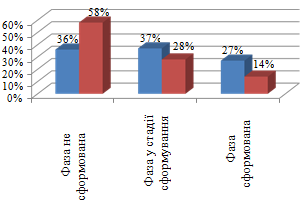 60%
50%
40%
30%
20%
10%
0%
36%
58%
37%
28%
27%
14%
Фаза не
сформована
Фаза у стадії
сформування
Фаза
сформована